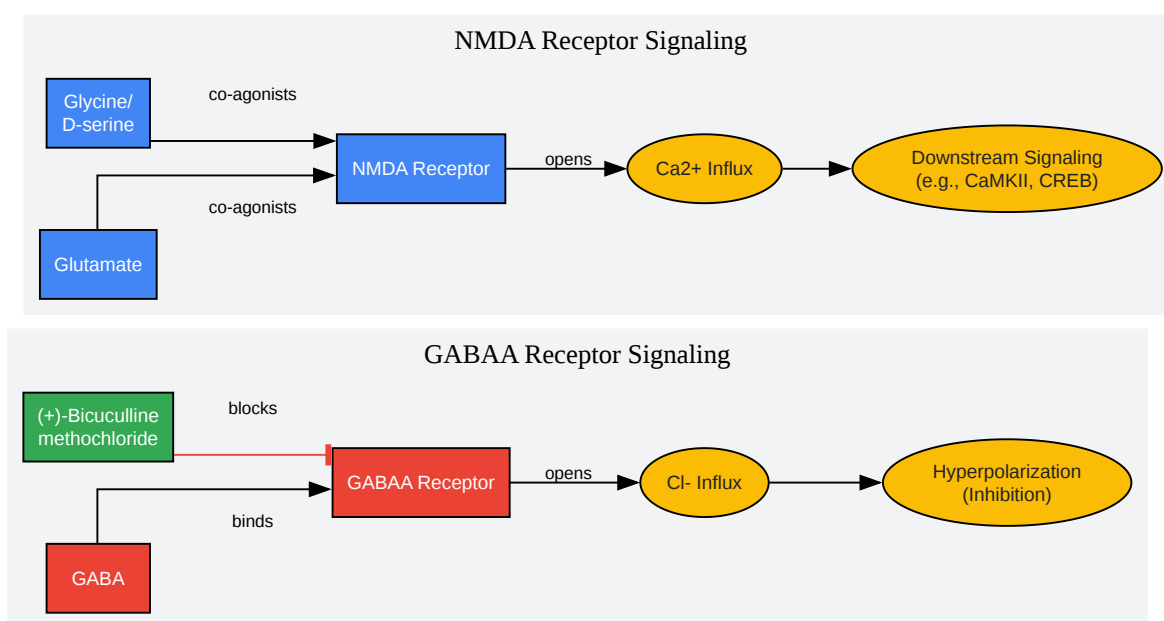 NMDA Receptor Signaling
Glycine/
D-serine
co-agonists
NMDA Receptor
opens
Ca2+ Influx
Downstream Signaling
(e.g., CaMKII, CREB)
co-agonists
Glutamate
GABAA Receptor Signaling
(+)-Bicuculline
methochloride
blocks
GABAA Receptor
opens
Cl- Influx
Hyperpolarization
(Inhibition)
binds
GABA